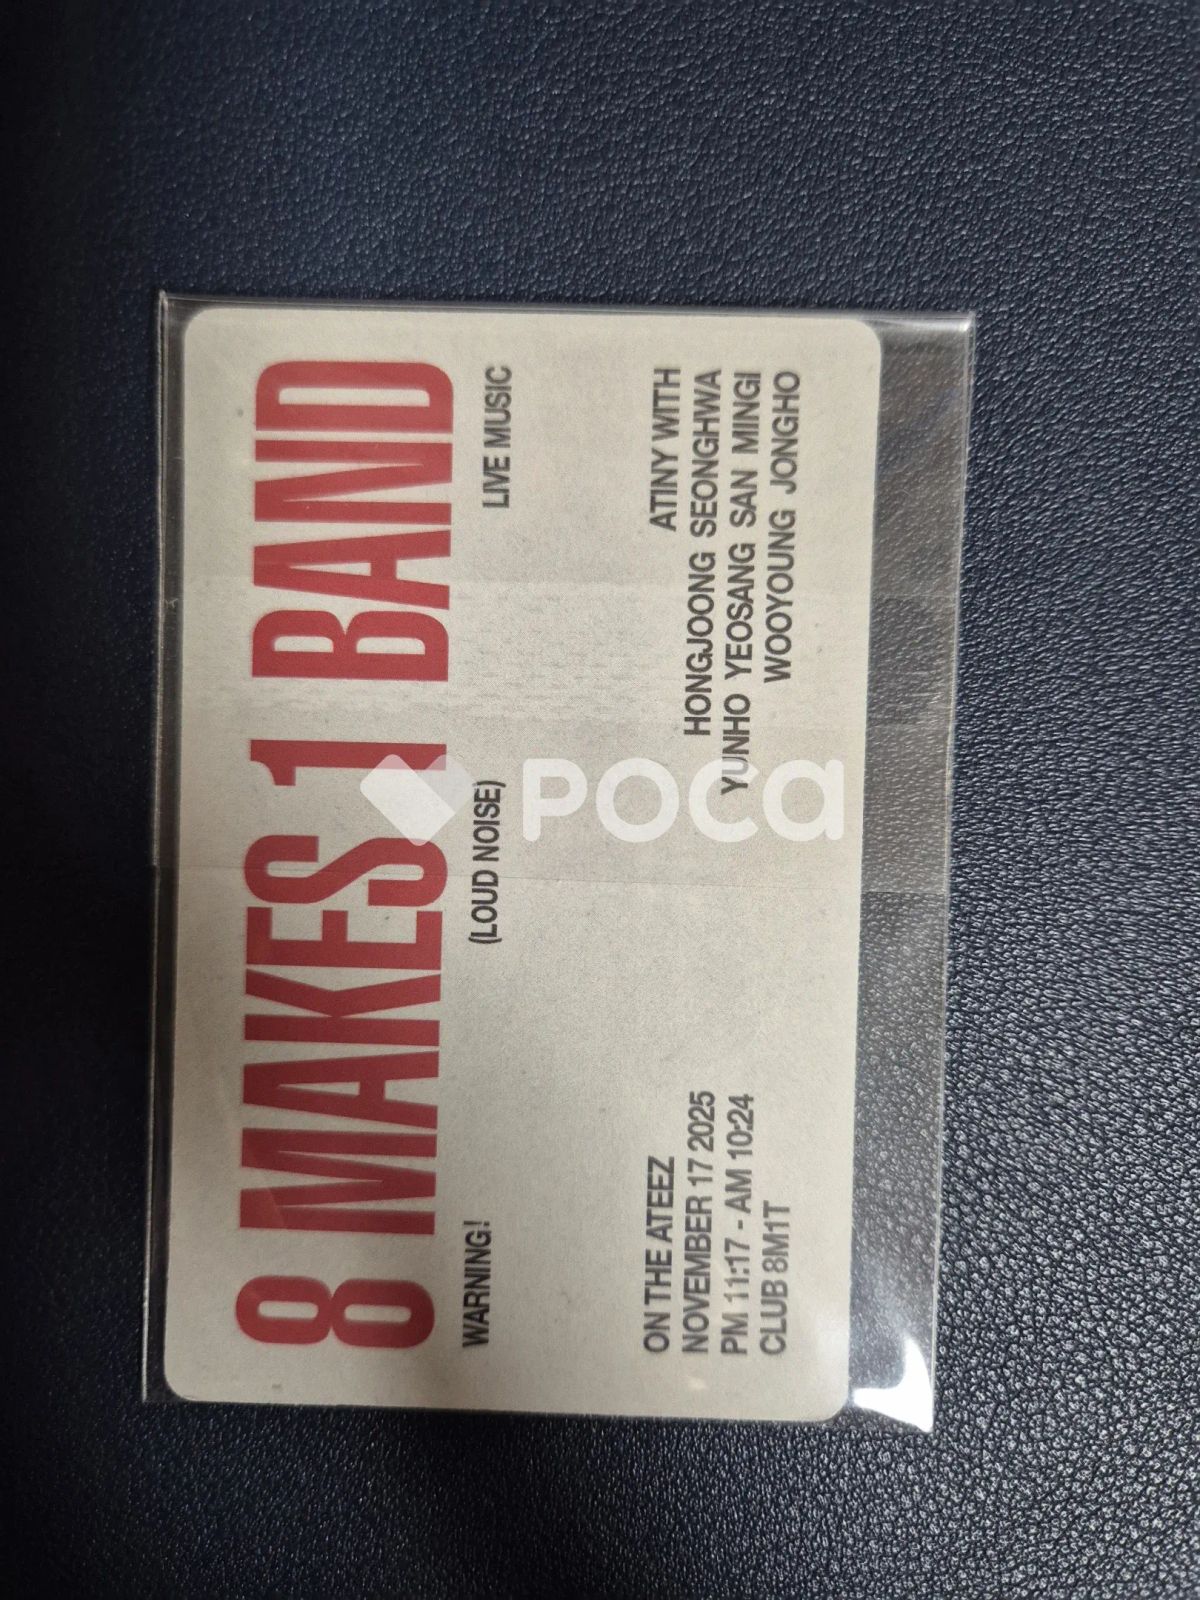 8 MAKES 1 BAND
WARNING!
(LOUD NOISE)
LIVE MUSIC
ON THE ATEEZ
NOVEMBER 17 2025
PM 11:17 - AM 10:24
CLUB 8M1T
ATINY WITH
HONGJOONG SEONGHWA
YUNHO YEOSANG SAN MINGI
WOOYOUNG JONGHO
POCA